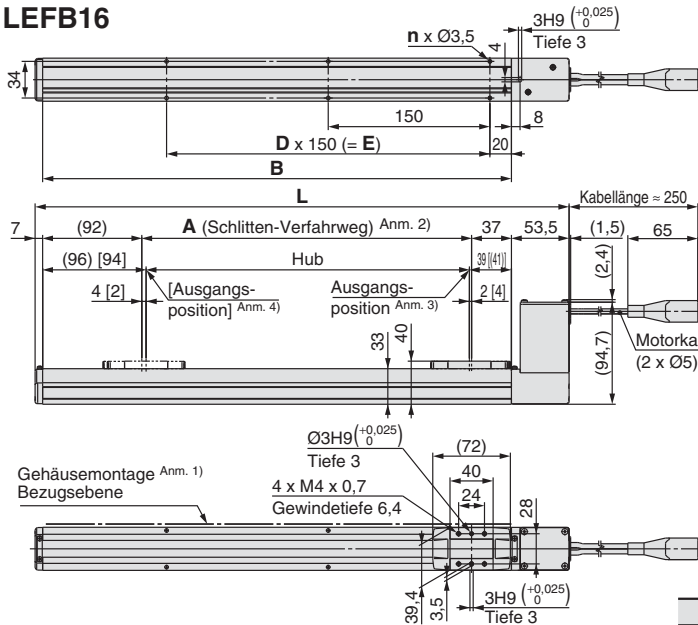 LEFB16
n x Ø3,5
4
3H9 (+0,025 0)
Tiefe 3
34
150
8
D x 150 (= E)
20
B
L
Kabellänge ≈ 250
7
(92)
A (Schlitten-Verfahrweg) Anm. 2)
37
53,5
(1,5)
65
(96) [94]
Hub
39 [(41)]
(2,4)
4 [2]
[Ausgangs-
position] Anm. 4)
Ausgangs-
position Anm. 3)
2 [4]
33
40
(94,7)
Motorka
(2 x Ø5)
Ø3H9 (+0,025 0)
Tiefe 3
(72)
Gehäusemontage Anm. 1)
Bezugsebene
4 x M4 x 0,7
Gewindetiefe 6,4
40
24
28
39,4
3,5
3H9 (+0,025 0)
Tiefe 3